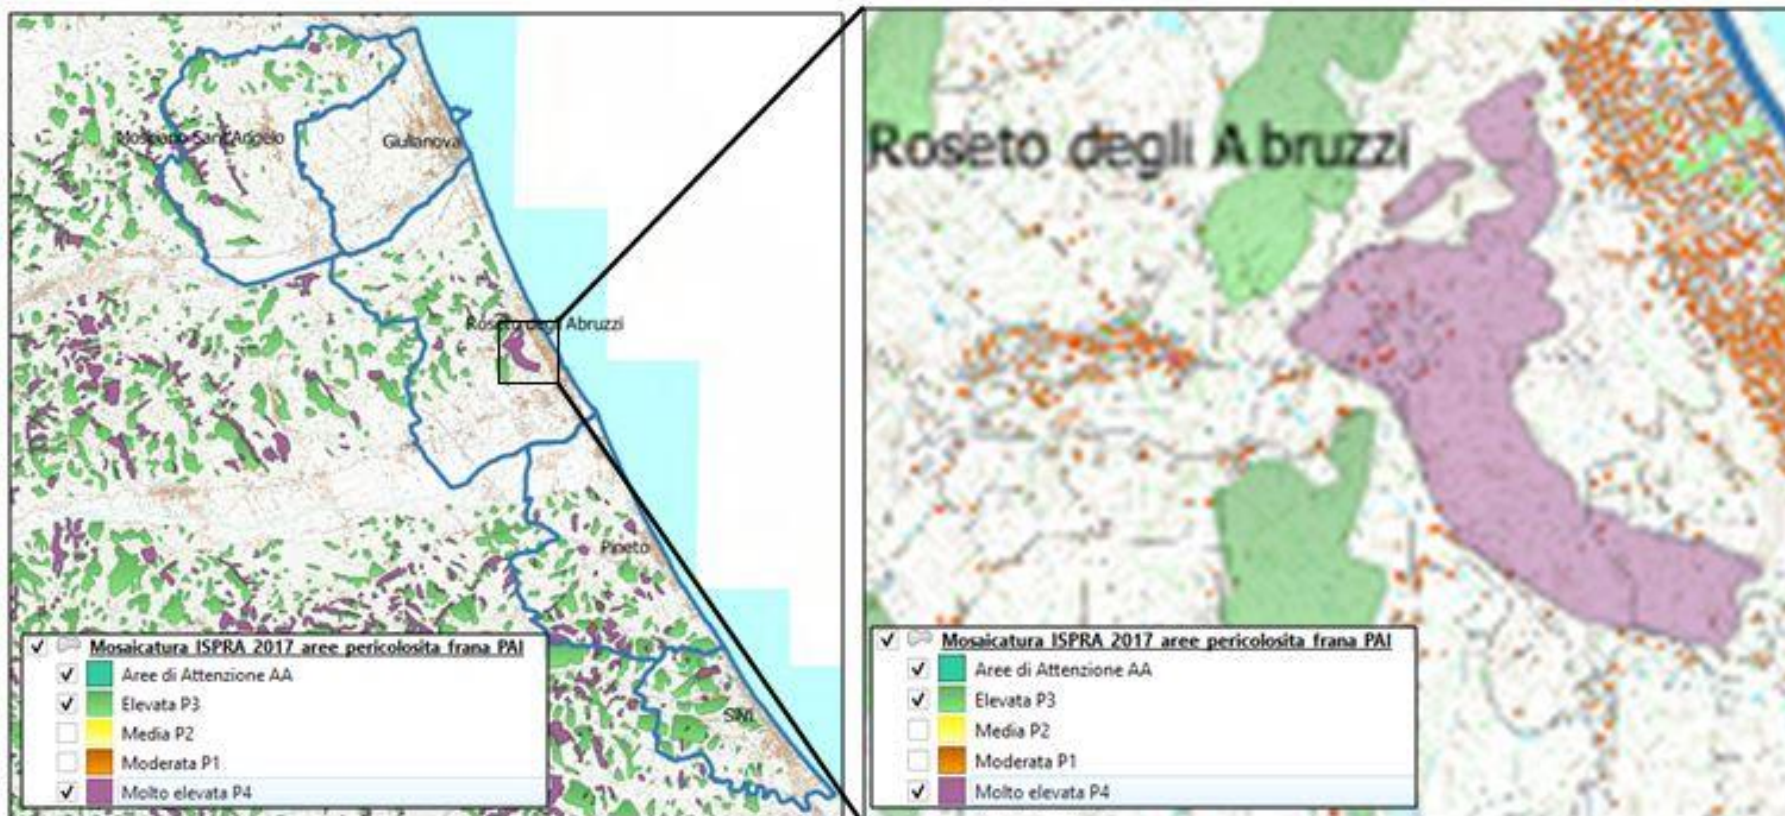 Mosciano Sant'Angelo
Giulianova
Roseto degli Abruzzi
Pineto
Silvi
Mosaicatura ISPRA 2017 aree pericolosita frana PAI
Aree di Attenzione AA
Elevata P3
Media P2
Moderata P1
Molto elevata P4
Roseto degli Abruzzi
Mosaicatura ISPRA 2017 aree pericolosita frana PAI
Aree di Attenzione AA
Elevata P3
Media P2
Moderata P1
Molto elevata P4